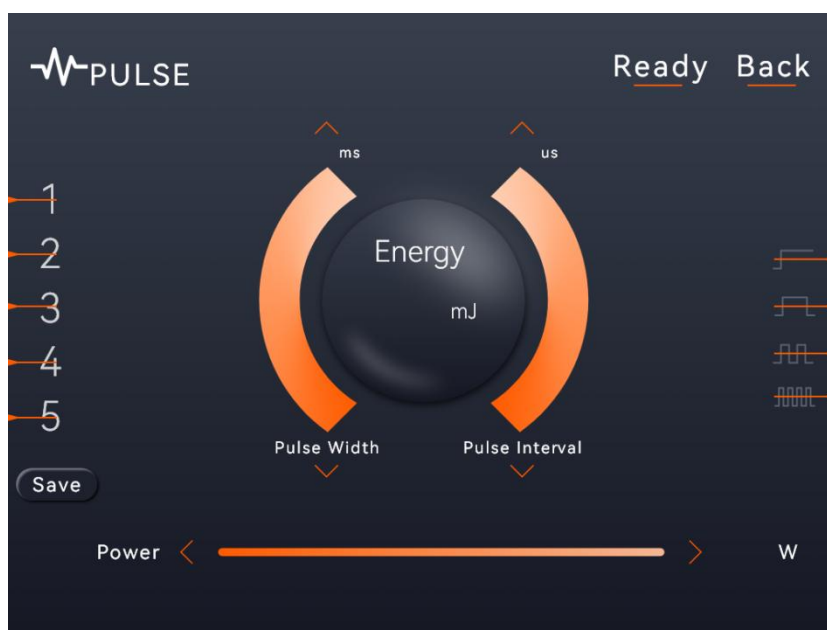 PULSE
Ready Back
ms us
1
2
3
4
5
Energy
mJ
Pulse Width Pulse Interval
Save
Power W